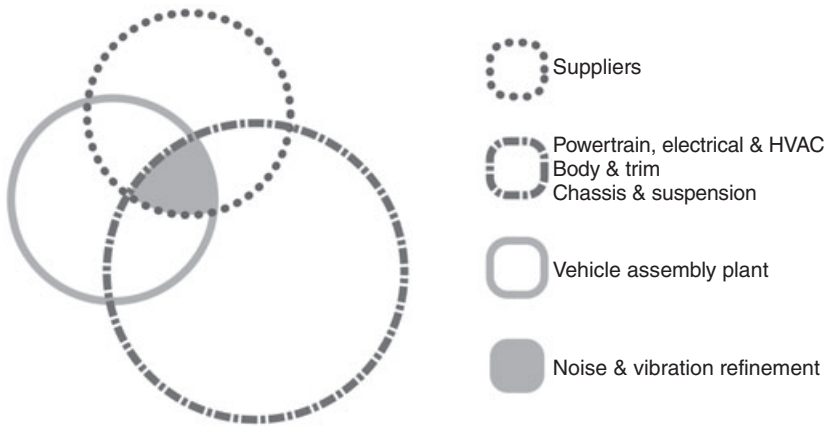 Suppliers
Powertrain, electrical & HVAC
Body & trim
Chassis & suspension
Vehicle assembly plant
Noise & vibration refinement